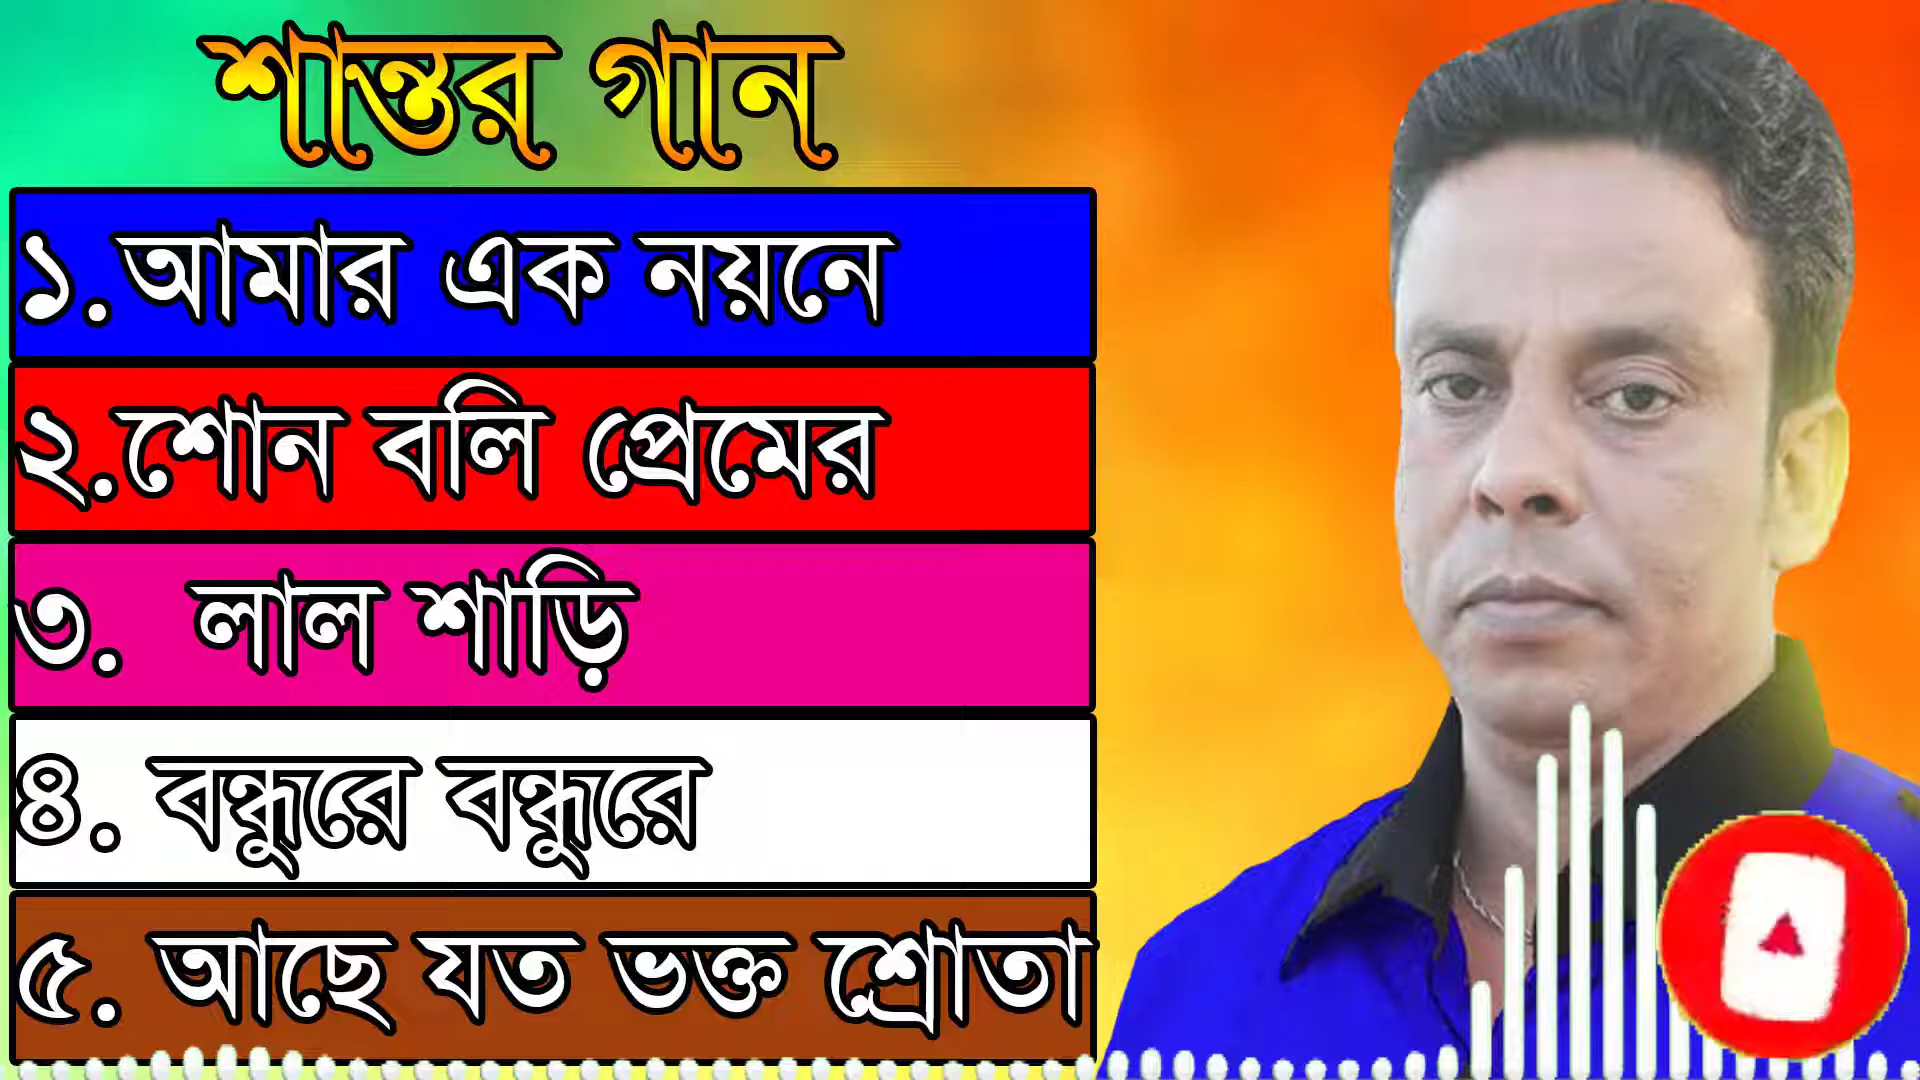 শান্তর গান
১.আমার এক নয়নে
২.শোন বলি প্রেমের
৩. লাল শাড়ি
৪. বন্ধুরে বন্ধুরে
৫. আছে যত ভক্ত শ্রোতা